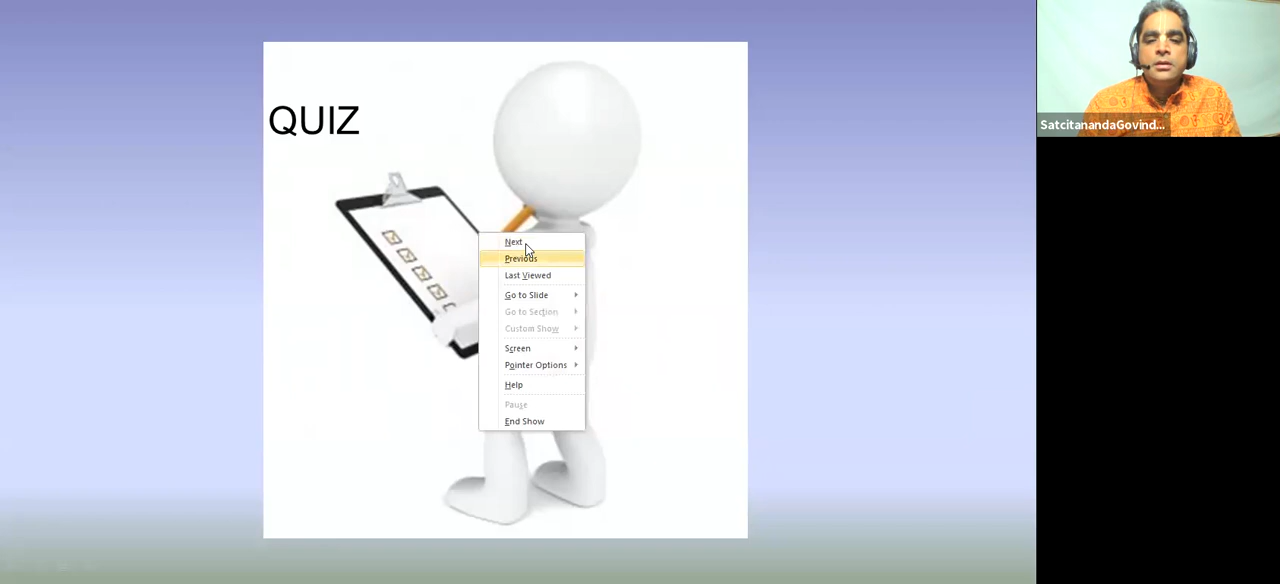 QUIZ
Next
Previous
Last Viewed
Go to Slide
Go to Section
Custom Show
Screen
Pointer Options
Help
Pause
End Show
SatcitanandaGovind...